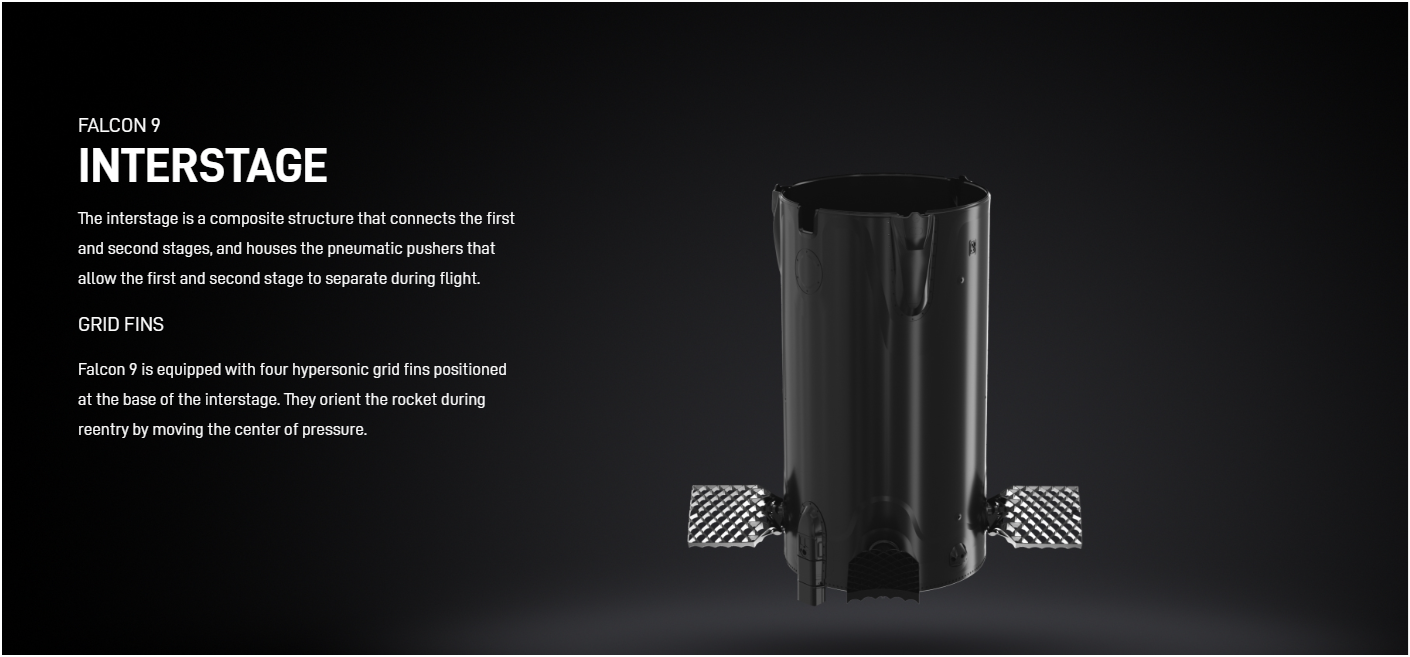 FALCON 9
INTERSTAGE
The interstage is a composite structure that connects the first
and second stages, and houses the pneumatic pushers that
allow the first and second stage to separate during flight.
GRID FINS
Falcon 9 is equipped with four hypersonic grid fins positioned
at the base of the interstage. They orient the rocket during
reentry by moving the center of pressure.